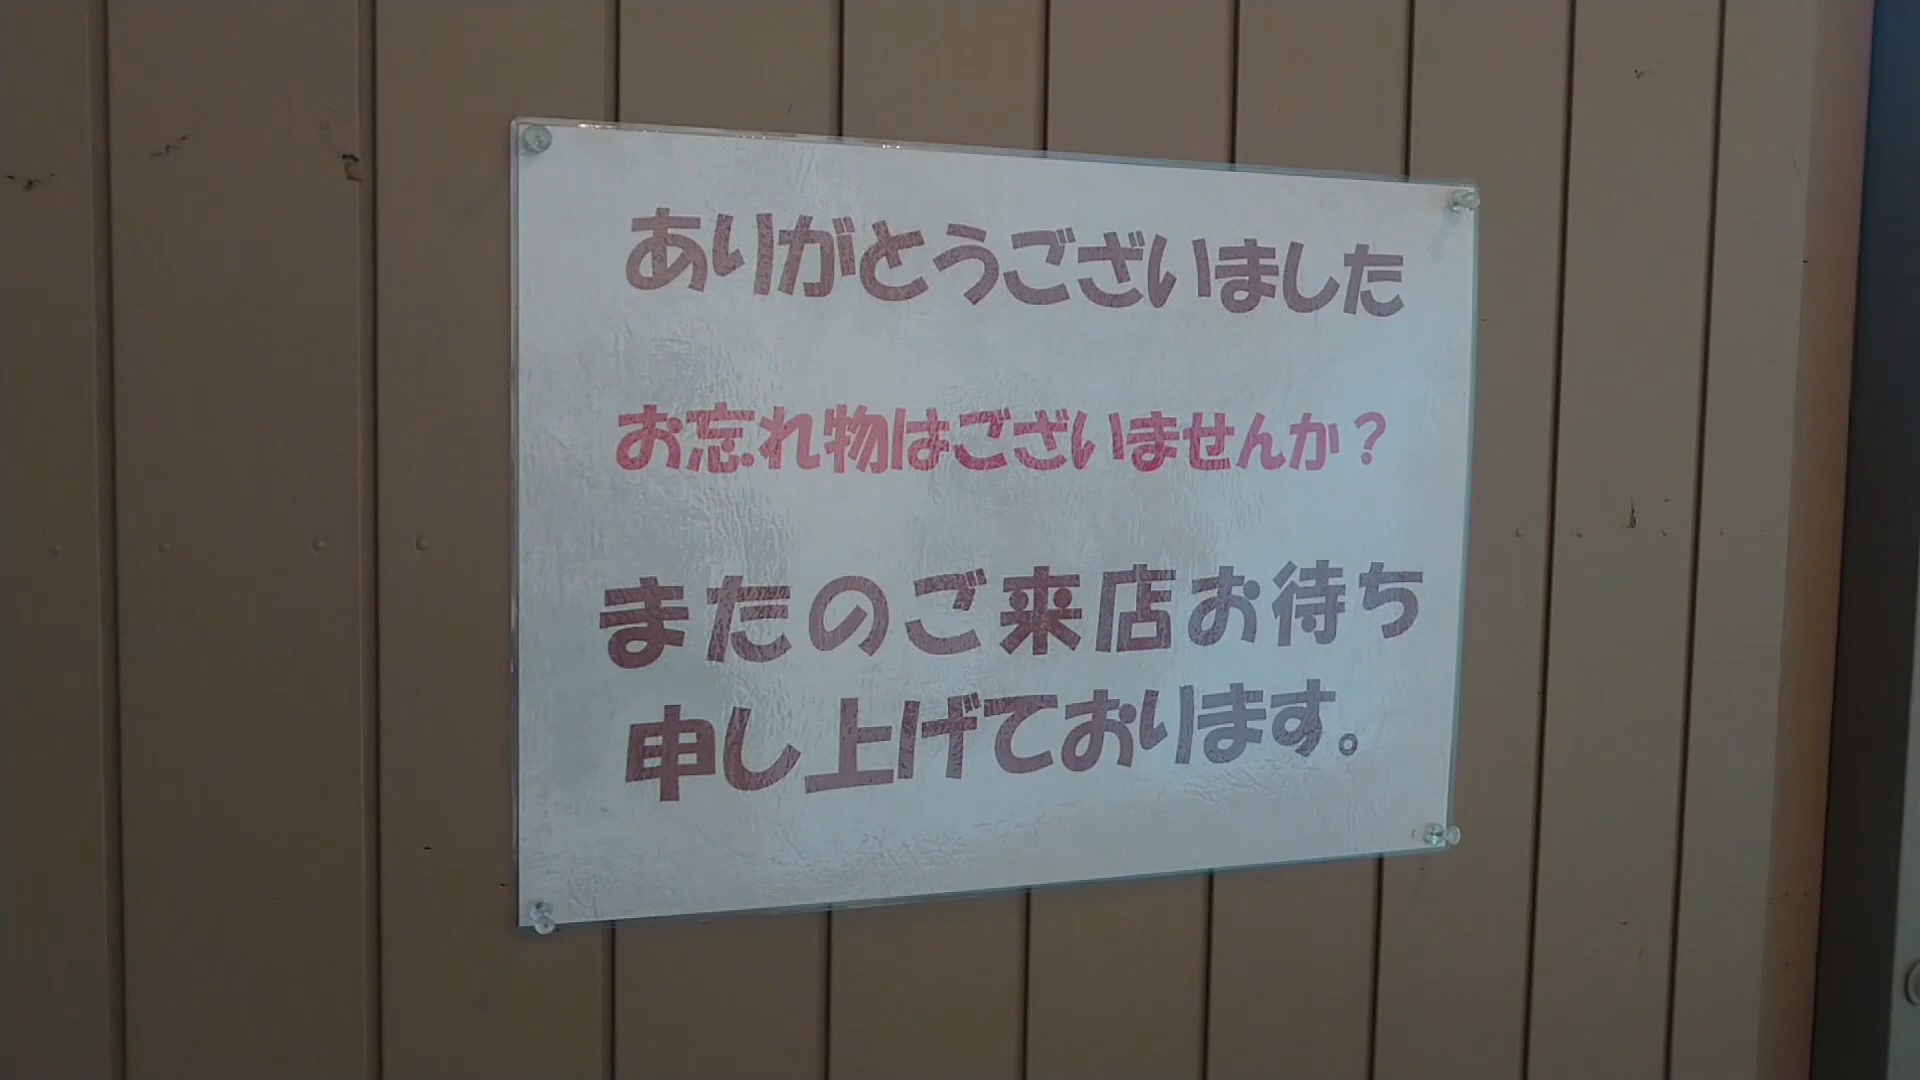 ありがとうございました
お忘れ物はございませんか？
またのご来店お待ち
申し上げております。